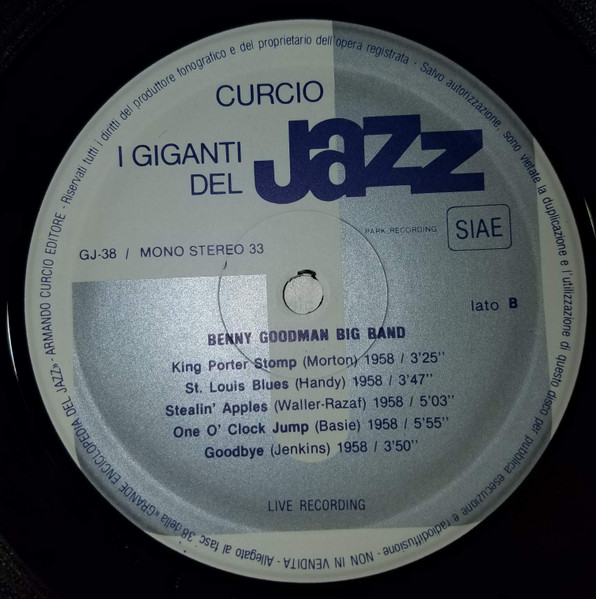 CURCIO
I GIGANTI
DEL
JAZZ
PARK RECORDING
SIAE
GJ-38 / MONO STEREO 33
lato B
BENNY GOODMAN BIG BAND
King Porter Stomp (Morton) 1958 / 3'25''
St. Louis Blues (Handy) 1958 / 3'47''
Stealin' Apples (Waller-Razaf) 1958 / 5'03''
One O' Clock Jump (Basie) 1958 / 5'55''
Goodbye (Jenkins) 1958 / 3'50''
LIVE RECORDING
Allegato al fasc. 38 della «GRANDE ENCICLOPEDIA DEL JAZZ» - ARMANDO CURCIO EDITORE - Riservati tutti i diritti del produttore fonografico e del proprietario dell'opera registrata - Salvo autorizzazione, sono vietate la duplicazione e l'utilizzazione di questo disco per pubblica esecuzione e radiodiffusione - NON IN VENDITA -